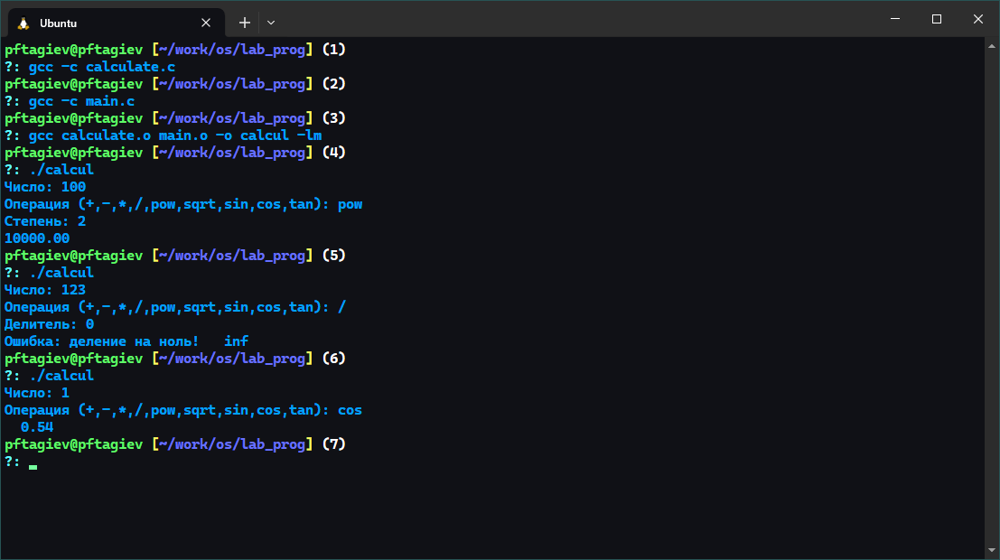 Ubuntu
pftagiev@pftagiev [~/work/os/lab_prog] (1)
?: gcc -c calculate.c
pftagiev@pftagiev [~/work/os/lab_prog] (2)
?: gcc -c main.c
pftagiev@pftagiev [~/work/os/lab_prog] (3)
?: gcc calculate.o main.o -o calcul -lm
pftagiev@pftagiev [~/work/os/lab_prog] (4)
?: ./calcul
Число: 100
Операция (+,-,*,/,pow,sqrt,sin,cos,tan): pow
Степень: 2
10000.00
pftagiev@pftagiev [~/work/os/lab_prog] (5)
?: ./calcul
Число: 123
Операция (+,-,*,/,pow,sqrt,sin,cos,tan): /
Делитель: 0
Ошибка: деление на ноль!   inf
pftagiev@pftagiev [~/work/os/lab_prog] (6)
?: ./calcul
Число: 1
Операция (+,-,*,/,pow,sqrt,sin,cos,tan): cos
  0.54
pftagiev@pftagiev [~/work/os/lab_prog] (7)
?: